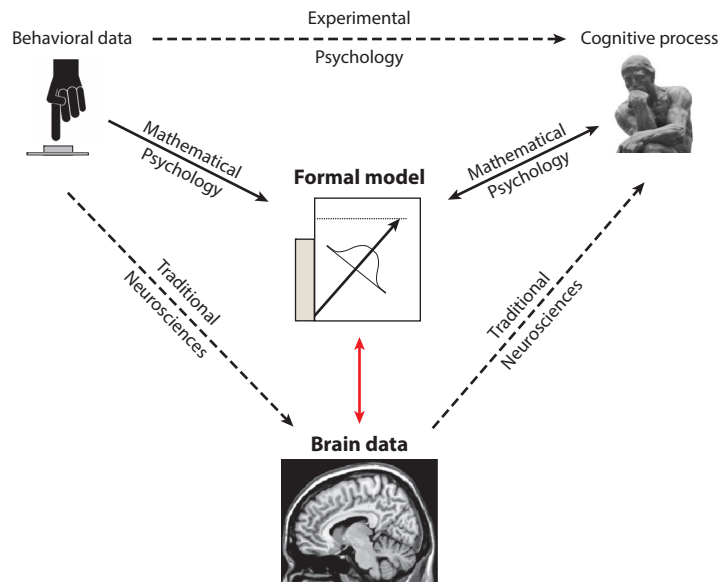 Experimental
Behavioral data
Cognitive process
Psychology
Mathematical
Psychology
Mathematical
Psychology
Formal model
Traditional
Neurosciences
Traditional
Neurosciences
Brain data